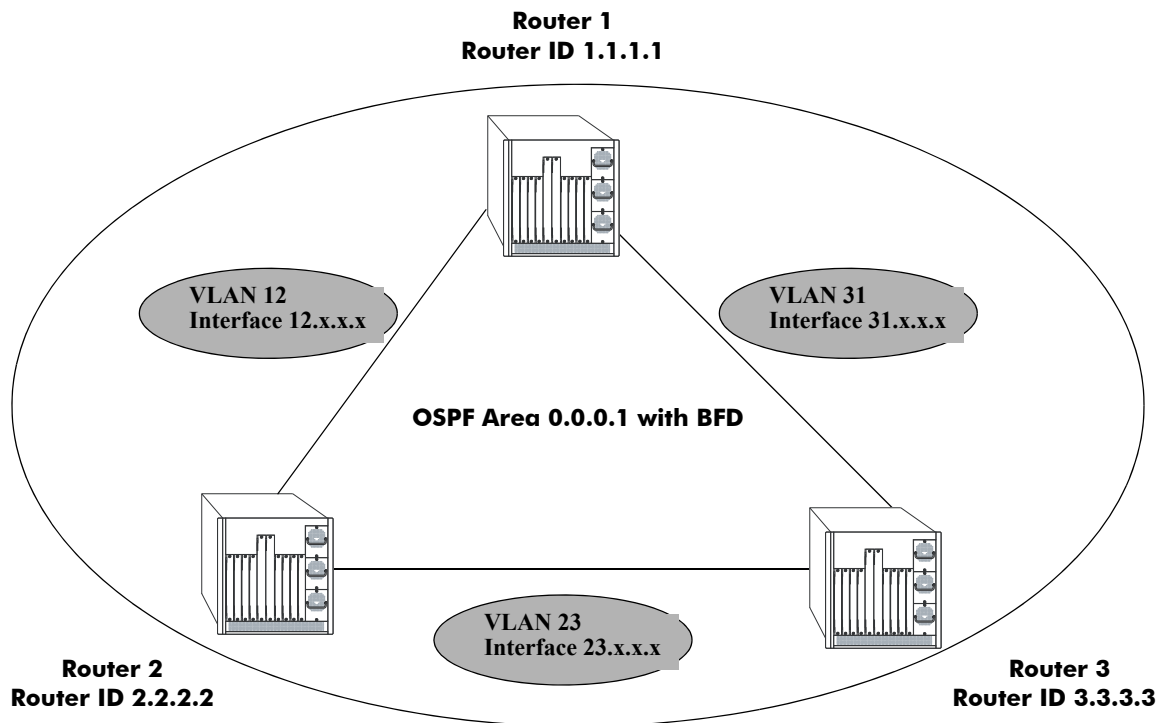 Router 1
Router ID 1.1.1.1
VLAN 12
Interface 12.x.x.x
VLAN 31
Interface 31.x.x.x
OSPF Area 0.0.0.1 with BFD
VLAN 23
Interface 23.x.x.x
Router 2
Router ID 2.2.2.2
Router 3
Router ID 3.3.3.3